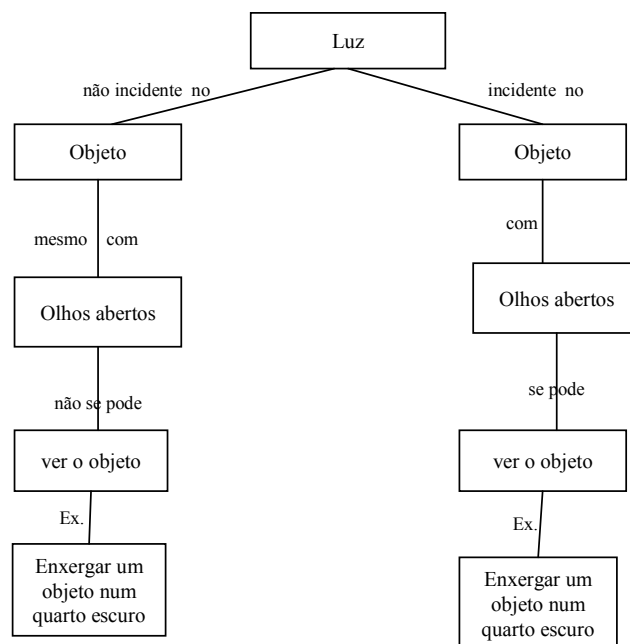 Luz
não incidente no
incidente no
Objeto
Objeto
mesmo com
com
Olhos abertos
Olhos abertos
não se pode
se pode
ver o objeto
ver o objeto
Ex.
Ex.
Enxergar um
objeto num
quarto escuro
Enxergar um
objeto num
quarto escuro